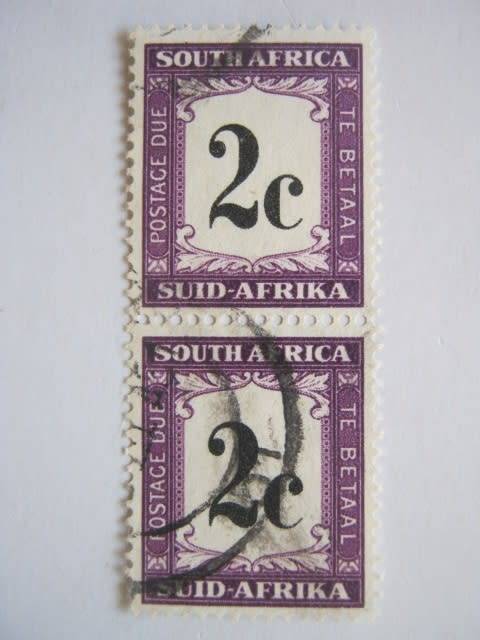 SOUTH AFRICA
POSTAGE DUE
2c
TE BETAAL
SUID-AFRIKA
SOUTH AFRICA
POSTAGE DUE
2c
TE BETAAL
SUID-AFRIKA